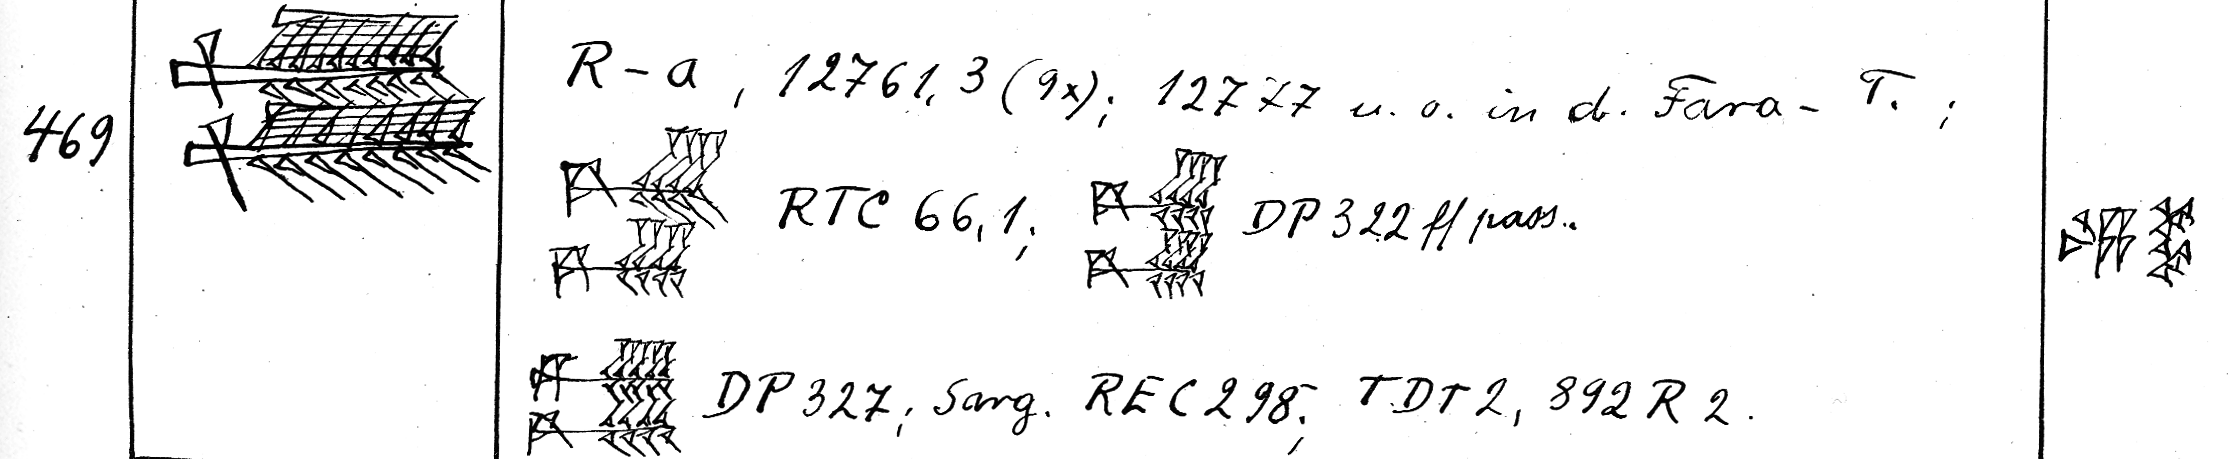 469
R-a, 12761,3 (9x); 12777 u. o. in d. Fara-T.;
RTC 66,1; DP 322 ff pass.
DP 327; Sarg. REC 298; TDT 2, 892 R 2.